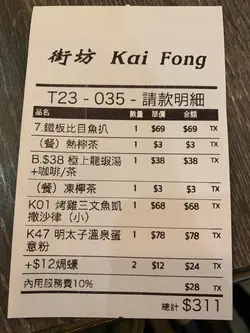 街坊 Kai Fong
T23 - 035 - 請款明細
品名 數量 單價 金額
7.鐵板比目魚扒 1 $69 $69 TX
（餐）熱檸茶 1 $3 $3 TX
B.$38 極上龍蝦湯 1 $38 $38 TX
+咖啡/茶
（餐）凍檸茶 1 $3 $3 TX
K01 烤雞三文魚凱 1 $68 $68 TX
撒沙律（小）
K47 明太子溫泉蛋 1 $78 $78 TX
意粉
+$12焗蠔 2 $12 $24 TX
內用服務費10% $28 TX
總計 $311